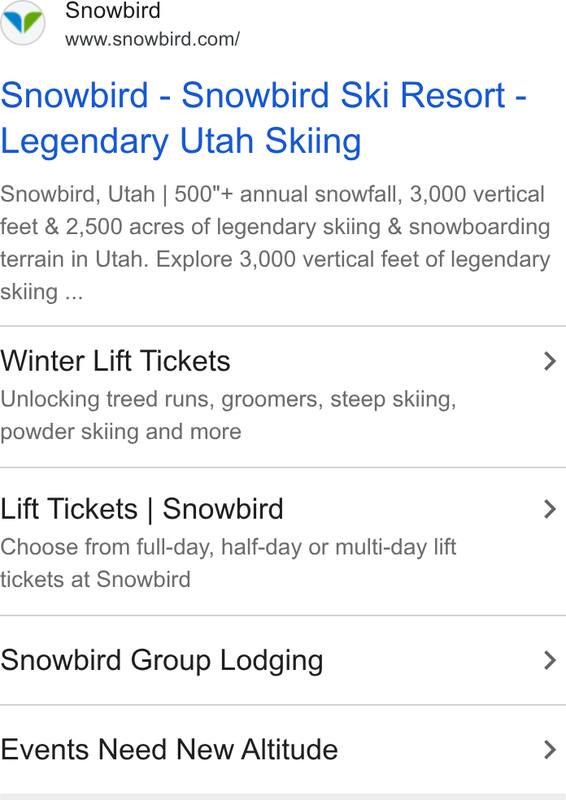 Snowbird
www.snowbird.com/
Snowbird - Snowbird Ski Resort -
Legendary Utah Skiing
Snowbird, Utah | 500"+ annual snowfall, 3,000 vertical
feet & 2,500 acres of legendary skiing & snowboarding
terrain in Utah. Explore 3,000 vertical feet of legendary
skiing ...
Winter Lift Tickets
Unlocking treed runs, groomers, steep skiing,
powder skiing and more
Lift Tickets | Snowbird
Choose from full-day, half-day or multi-day lift
tickets at Snowbird
Snowbird Group Lodging
Events Need New Altitude